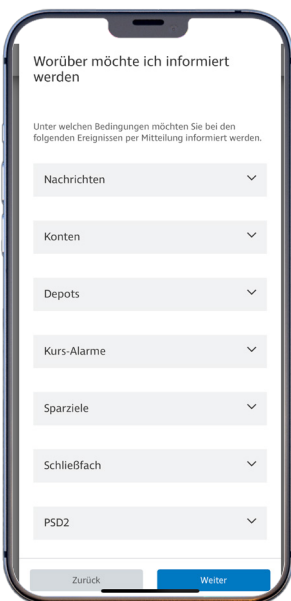 Worüber möchte ich informiert
werden
Unter welchen Bedingungen möchten Sie bei den
folgenden Ereignissen per Mitteilung informiert werden.
Nachrichten
Konten
Depots
Kurs-Alarme
Sparziele
Schließfach
PSD2
Zurück
Weiter